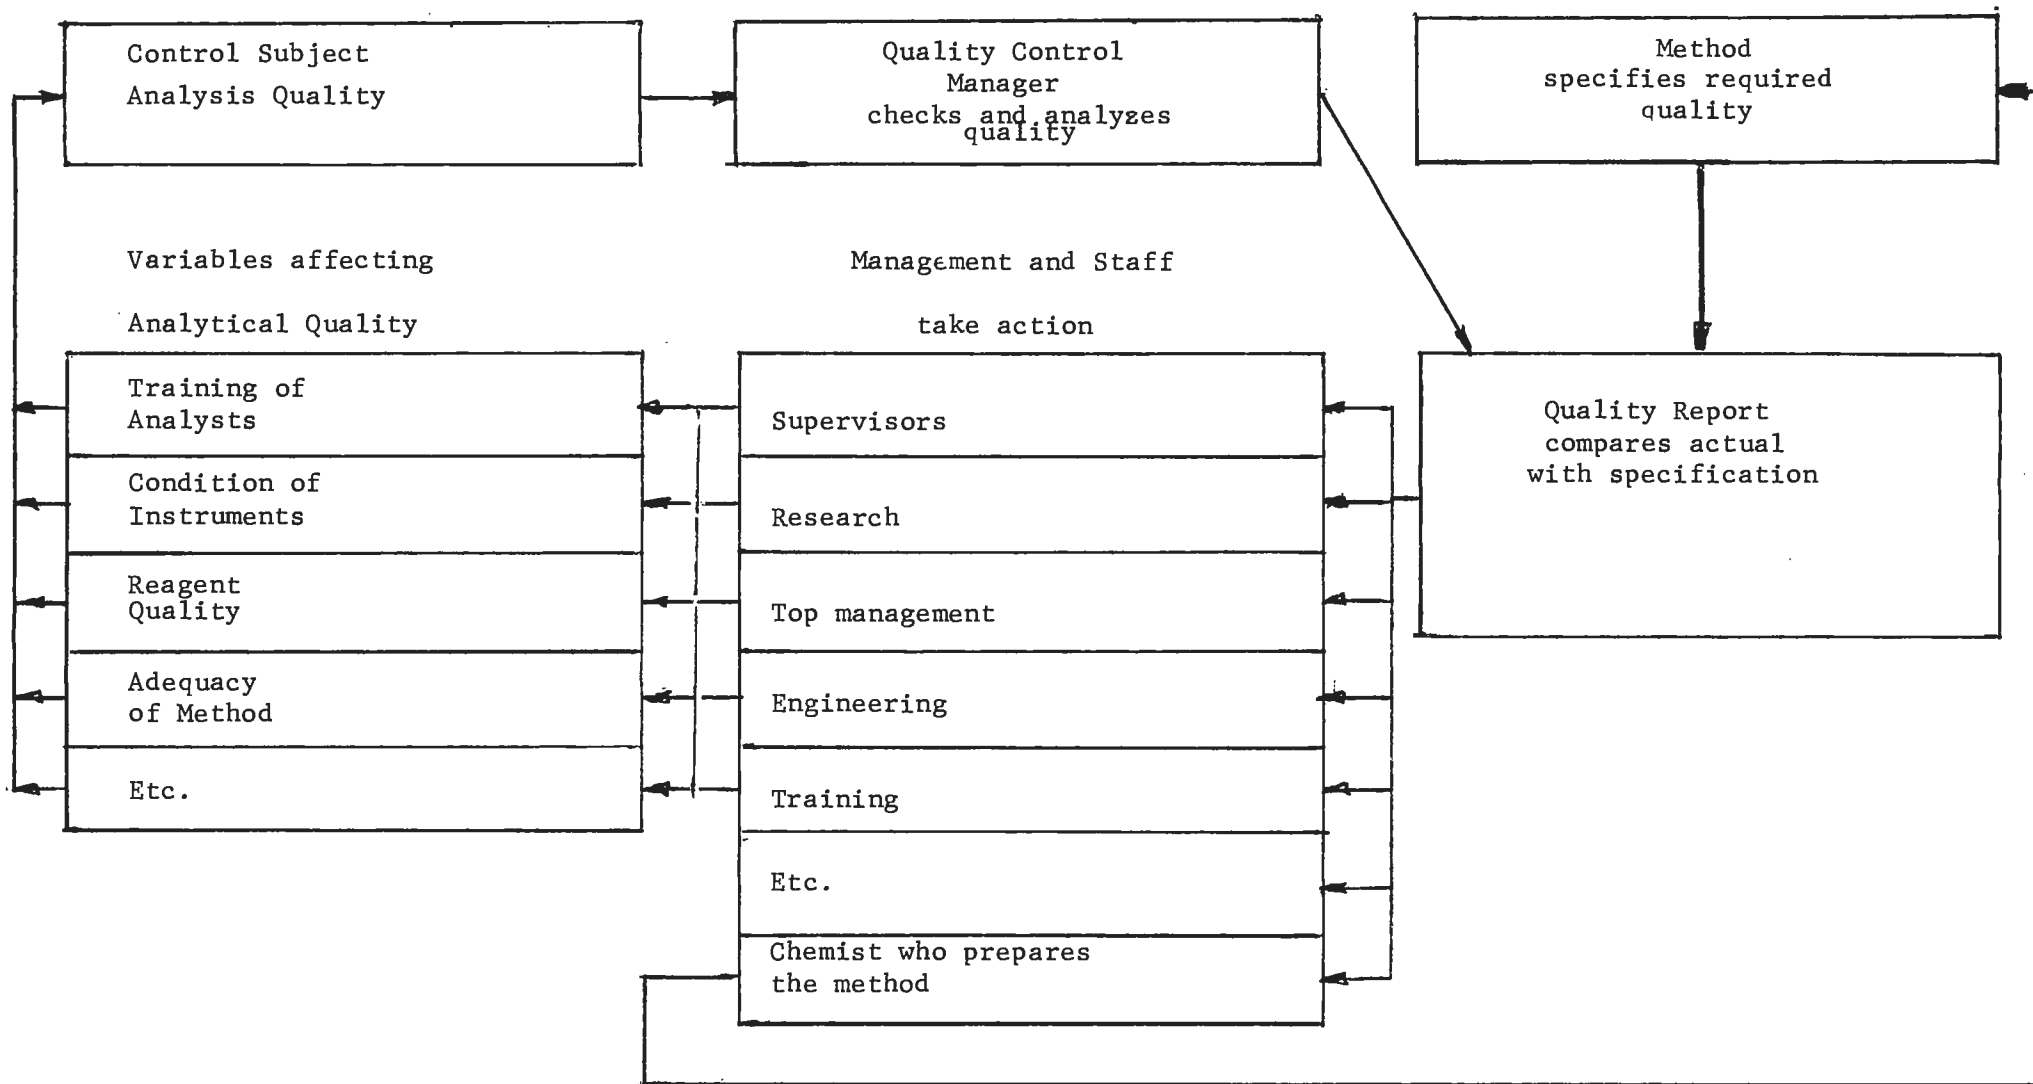 Control Subject
Analysis Quality
Quality Control
Manager
checks and analyzes
quality
Method
specifies required
quality
Variables affecting
Analytical Quality
Management and Staff
take action
Training of
Analysts
Condition of
Instruments
Reagent
Quality
Adequacy
of Method
Etc.
Supervisors
Research
Top management
Engineering
Training
Etc.
Chemist who prepares
the method
Quality Report
compares actual
with specification